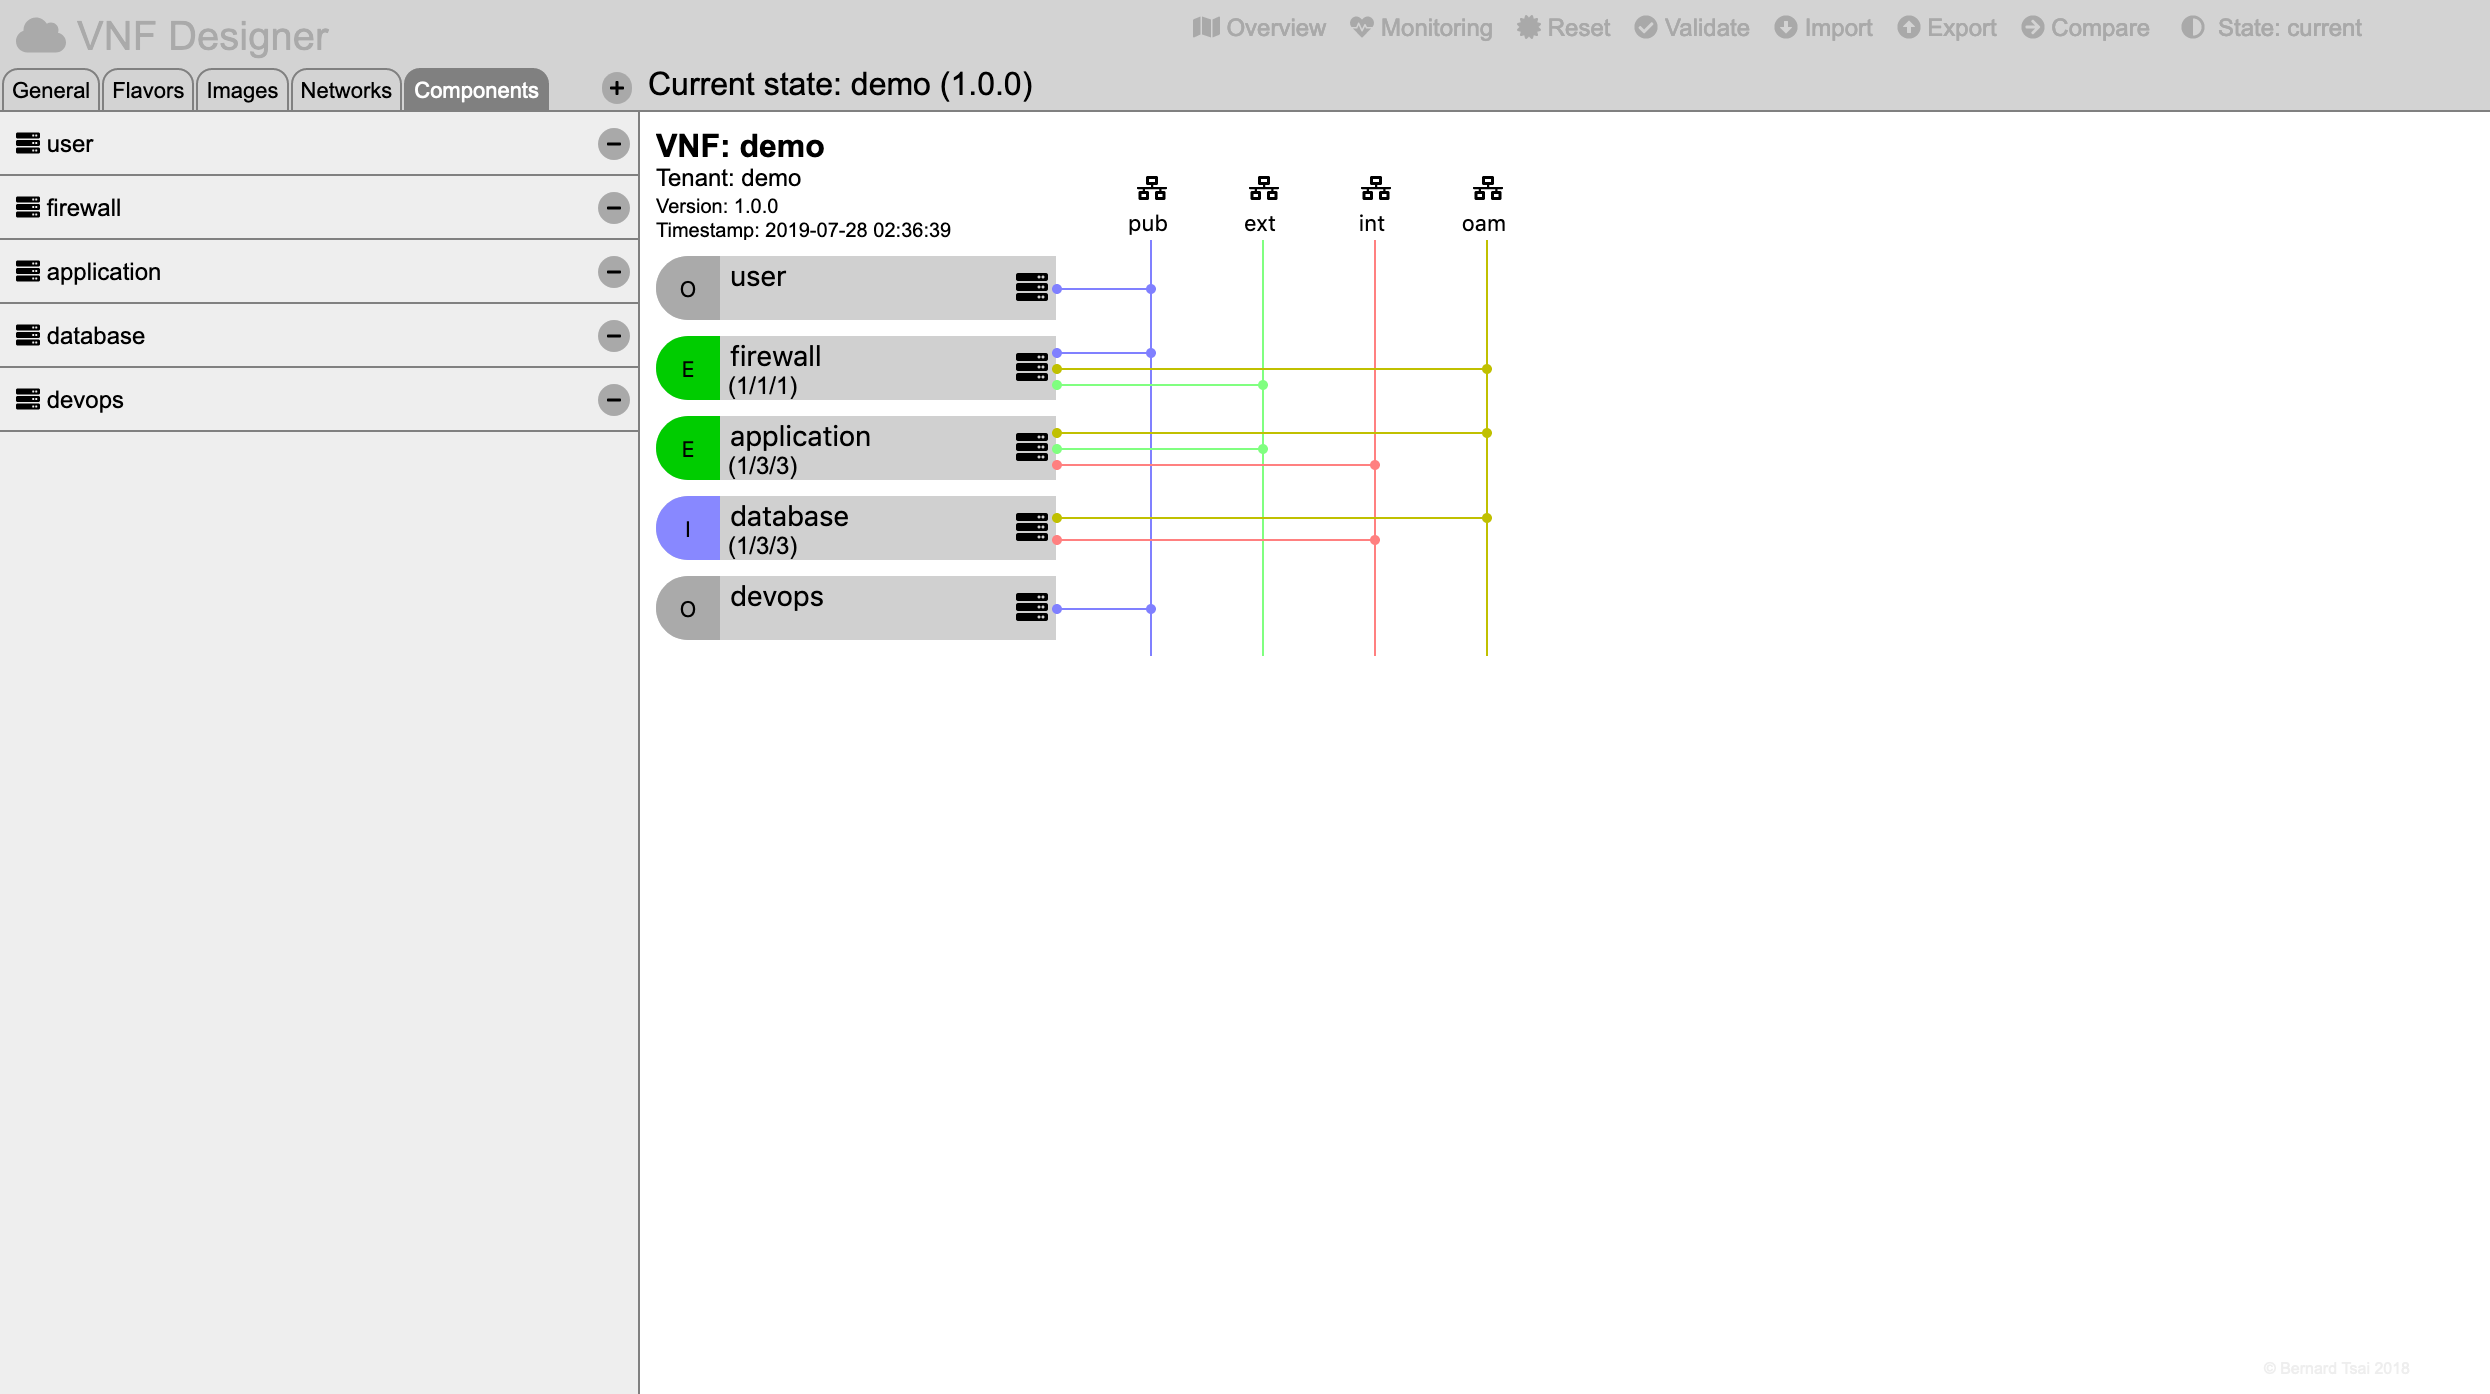 VNF Designer
Overview Monitoring Reset Validate Import Export Compare State: current
General Flavors Images Networks Components
Current state: demo (1.0.0)
user
firewall
application
database
devops
VNF: demo
Tenant: demo
Version: 1.0.0
Timestamp: 2019-07-28 02:36:39
pub ext int oam
O user
E firewall
(1/1/1)
E application
(1/3/3)
I database
(1/3/3)
O devops
© Bernard Tsai 2018